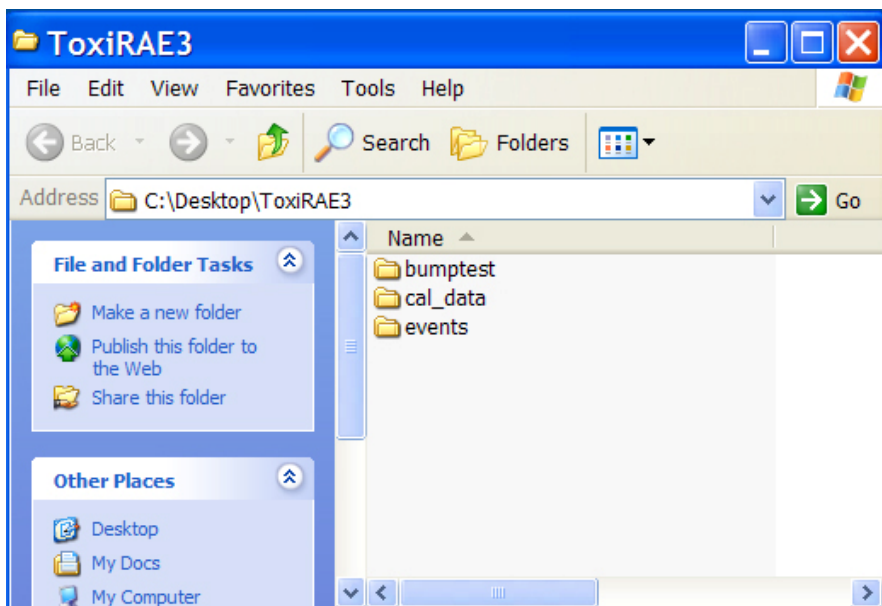 ToxiRAE3
File Edit View Favorites Tools Help
Back Search Folders
Address C:\Desktop\ToxiRAE3 Go
Name
bumptest
cal_data
events
File and Folder Tasks
Make a new folder
Publish this folder to
the Web
Share this folder
Other Places
Desktop
My Docs
My Computer